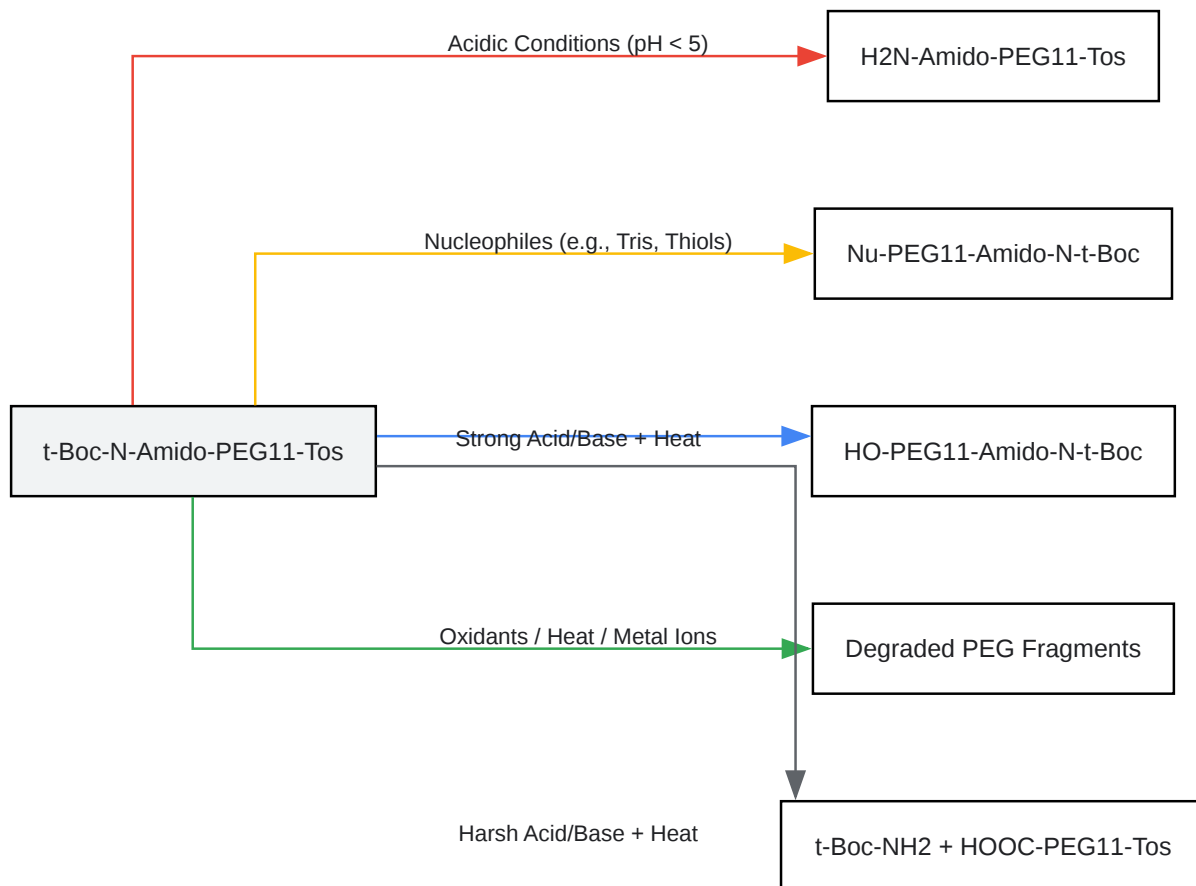 Acidic Conditions (pH < 5)
H2N-Amido-PEG11-Tos
Nucleophiles (e.g., Tris, Thiols)
Nu-PEG11-Amido-N-t-Boc
t-Boc-N-Amido-PEG11-Tos
Strong Acid/Base + Heat
HO-PEG11-Amido-N-t-Boc
Oxidants / Heat / Metal Ions
Degraded PEG Fragments
Harsh Acid/Base + Heat
t-Boc-NH2 + HOOC-PEG11-Tos